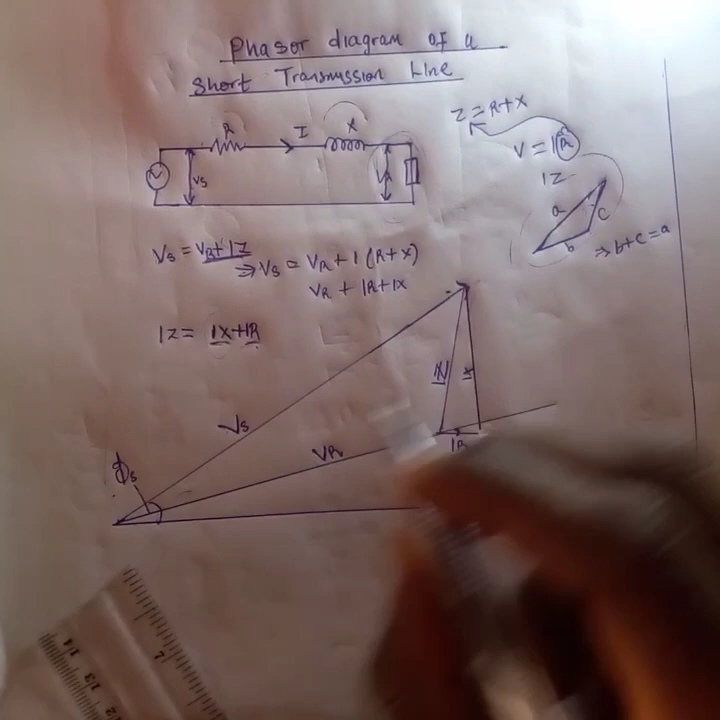 Phasor diagram of a
Short Transmission Line
R I X
Z = R+X
V = IR
IZ
V
VS
a
c
b
⇒ b+c = a
VS = VR+IZ
⇒ VS = VR + I (R+X)
VR + IR+IX
IZ = IX+IR
VS
VR
IR
ϕs